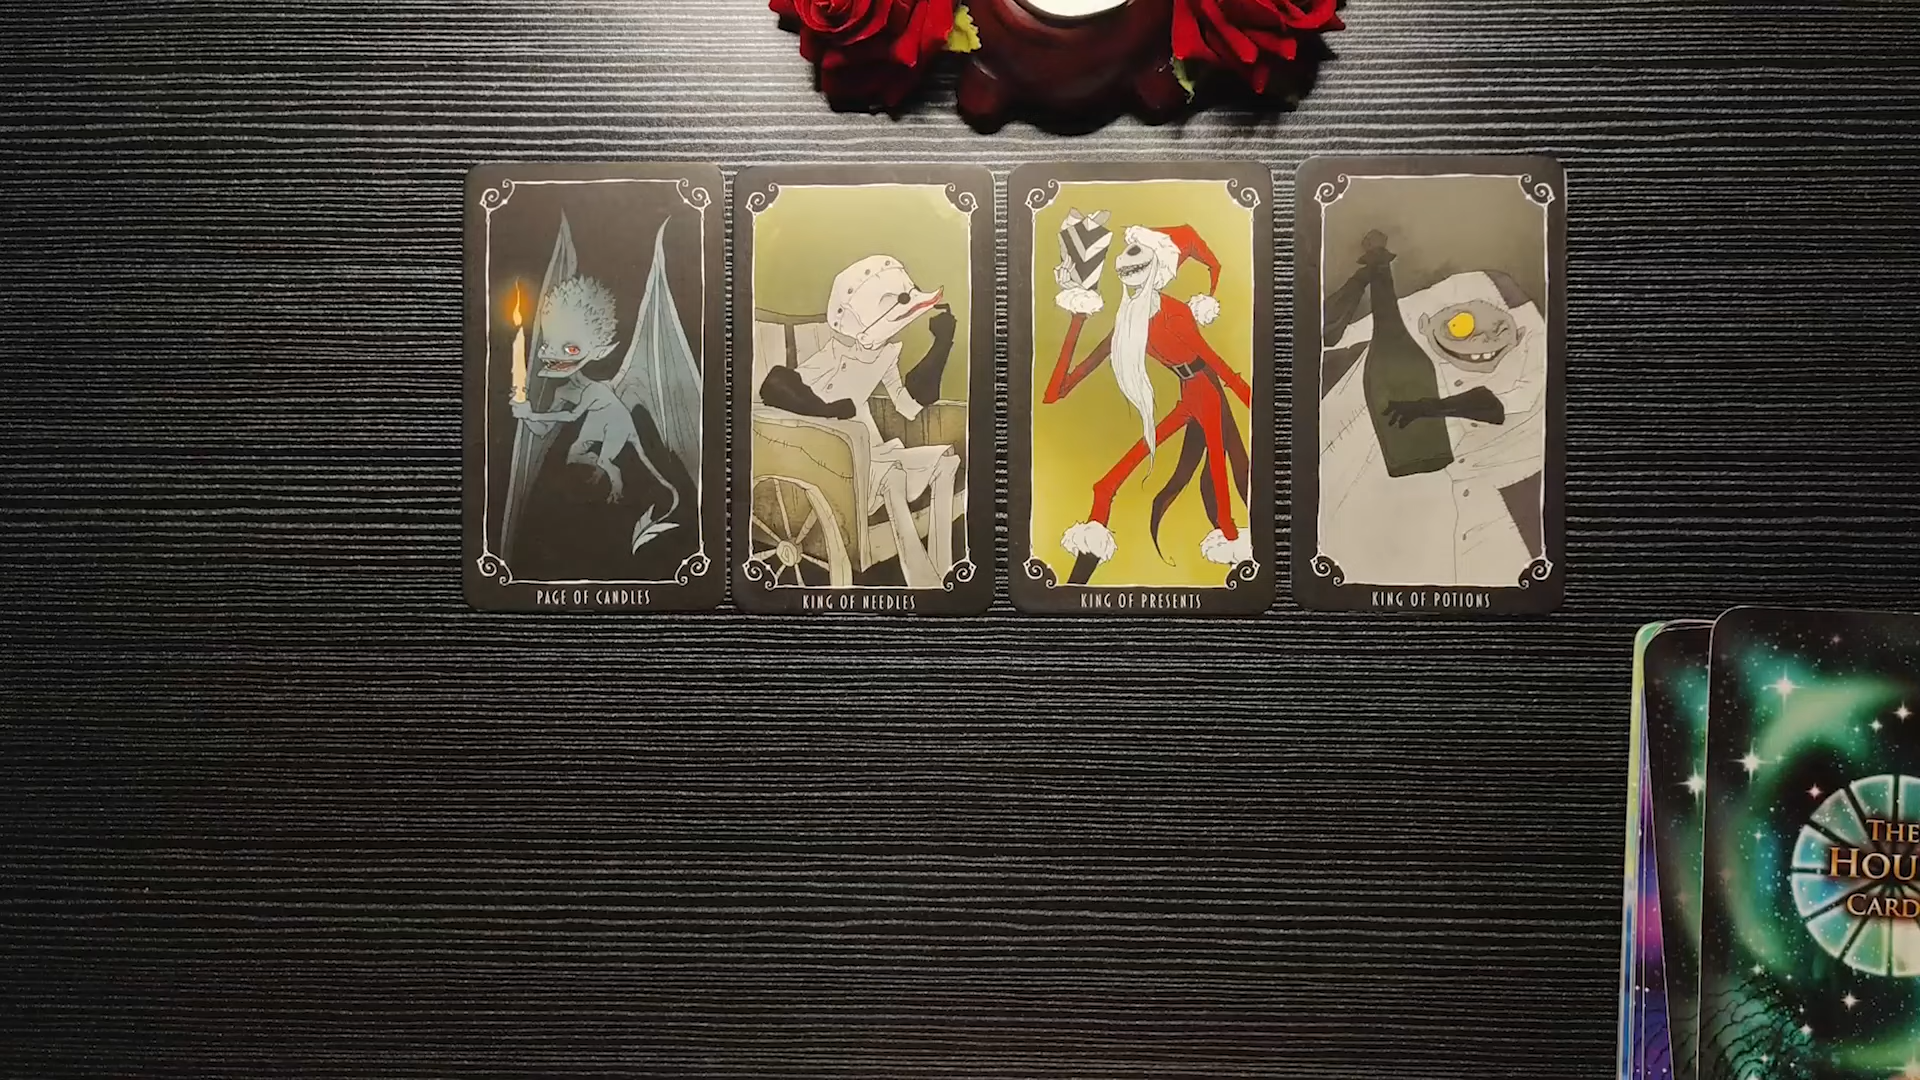 PAGE OF CANDLES
KING OF NEEDLES
KING OF PRESENTS
KING OF POTIONS
THE
HOU
CARD